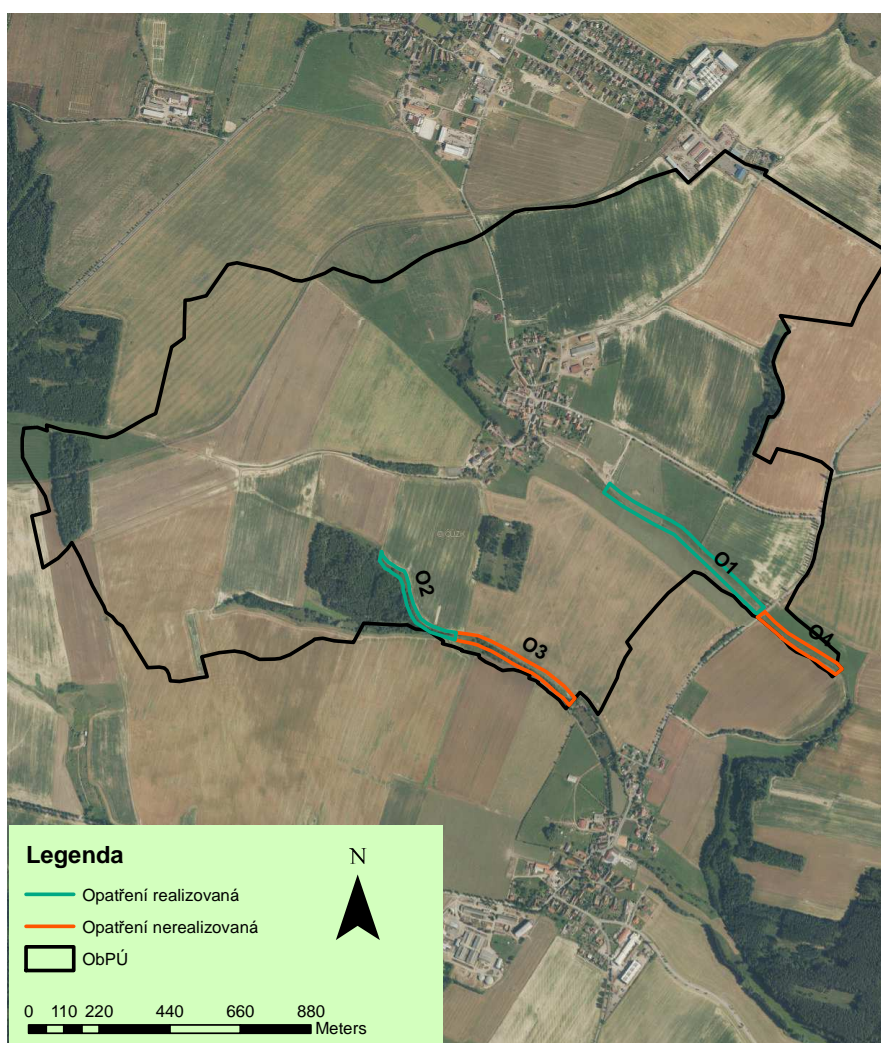 O1
O2
O3
O4
Legenda
N
Opatření realizovaná
Opatření nerealizovaná
ObPÚ
0 110 220 440 660 880
Meters